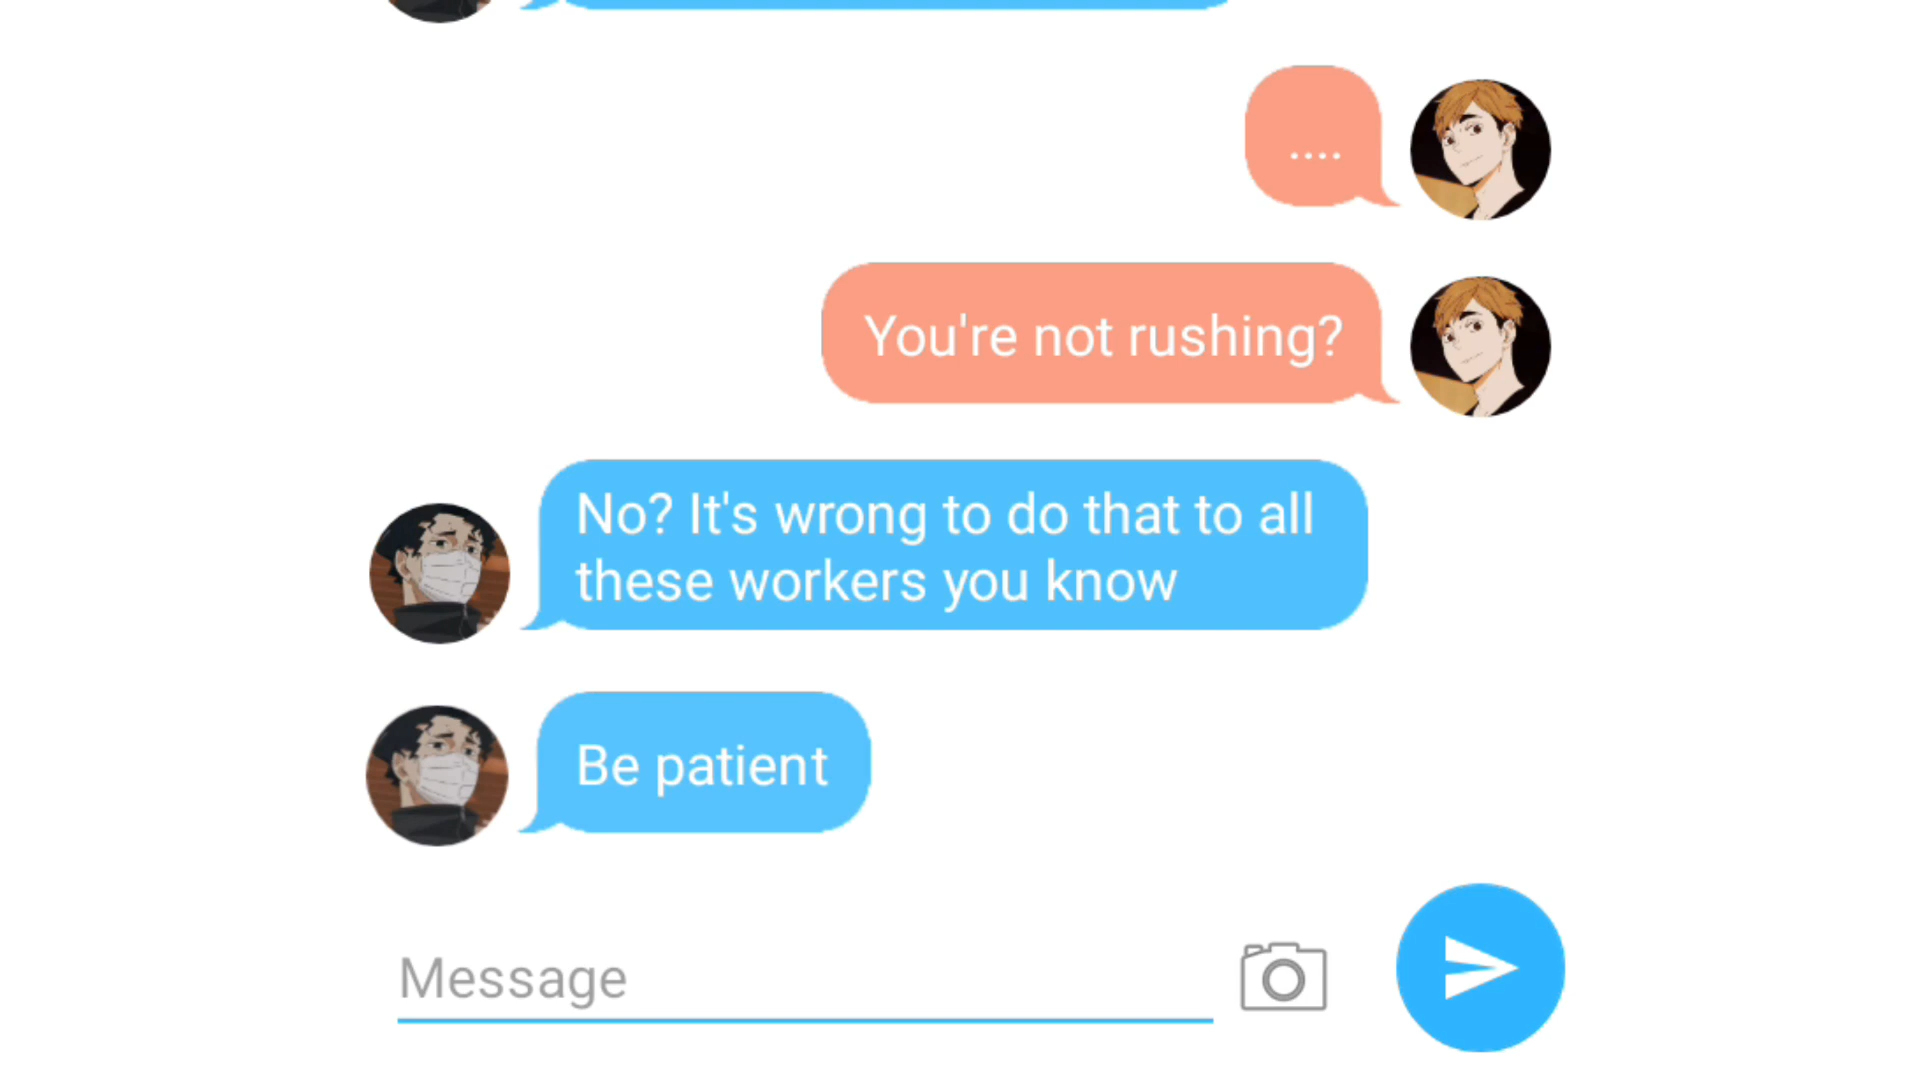 ....
You're not rushing?
No? It's wrong to do that to all
these workers you know
Be patient
Message